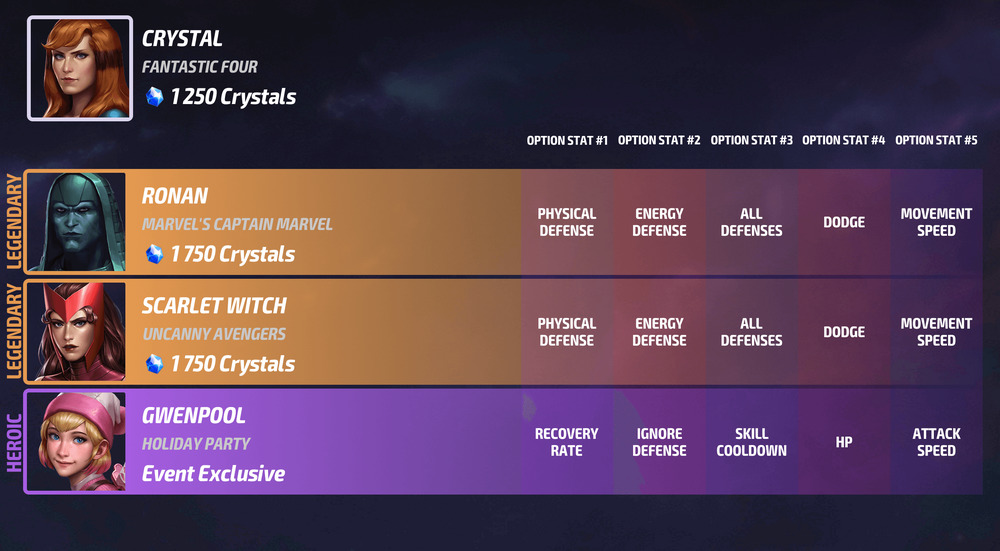 CRYSTAL
FANTASTIC FOUR
1 250 Crystals
OPTION STAT #1 OPTION STAT #2 OPTION STAT #3 OPTION STAT #4 OPTION STAT #5
LEGENDARY
RONAN
MARVEL'S CAPTAIN MARVEL
1 750 Crystals
PHYSICAL DEFENSE
ENERGY DEFENSE
ALL DEFENSES
DODGE
MOVEMENT SPEED
LEGENDARY
SCARLET WITCH
UNCANNY AVENGERS
1 750 Crystals
PHYSICAL DEFENSE
ENERGY DEFENSE
ALL DEFENSES
DODGE
MOVEMENT SPEED
HEROIC
GWENPOOL
HOLIDAY PARTY
Event Exclusive
RECOVERY RATE
IGNORE DEFENSE
SKILL COOLDOWN
HP
ATTACK SPEED